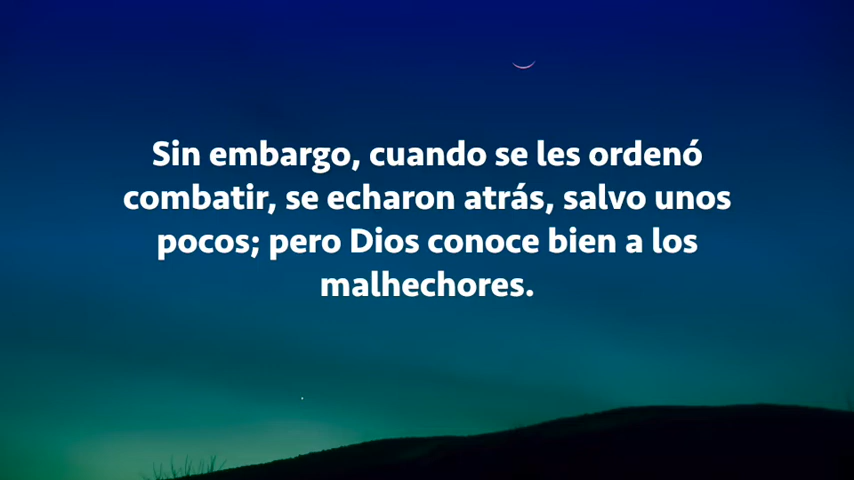 Sin embargo, cuando se les ordenó
combatir, se echaron atrás, salvo unos
pocos; pero Dios conoce bien a los
malhechores.